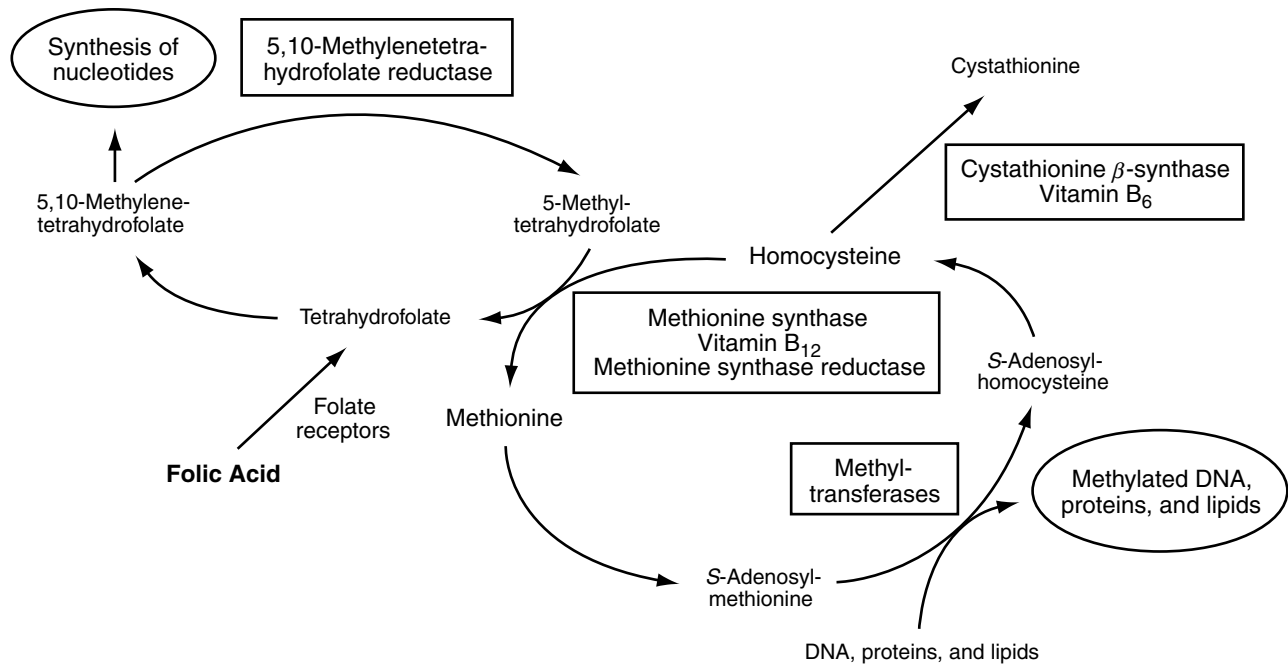 Synthesis of
nucleotides
5,10-Methylenetetra-
hydrofolate reductase
Cystathionine
Cystathionine β-synthase
Vitamin B6
5,10-Methylene-
tetrahydrofolate
5-Methyl-
tetrahydrofolate
Homocysteine
Tetrahydrofolate
Methionine synthase
Vitamin B12
Methionine synthase reductase
S-Adenosyl-
homocysteine
Folate
receptors
Methionine
Folic Acid
Methyl-
transferases
Methylated DNA,
proteins, and lipids
S-Adenosyl-
methionine
DNA, proteins, and lipids